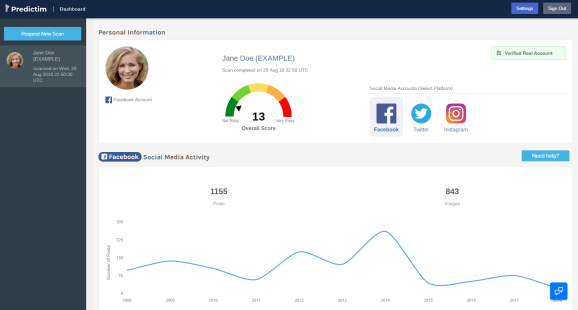 Predictim | Dashboard
Settings
Sign Out
Request New Scan
Jane Doe
(EXAMPLE)
Scanned on Wed, 29
Aug 2018 22:50:36
UTC
Personal Information
Jane Doe (EXAMPLE)
Scan completed on 29 Aug 18 22:50 UTC
Facebook Account
Not Risky
Very Risky
13
Overall Score
Verified Real Account
Social Media Accounts (Select Platform)
Facebook
Twitter
Instagram
Facebook Social Media Activity
Need help?
1155
Posts
843
Images
Number of Posts
300
225
150
75
0
2008 2009 2010 2011 2012 2013 2014 2015 2016 2017